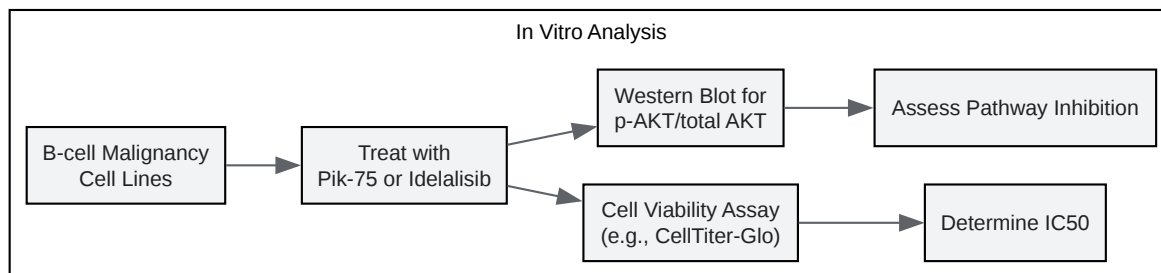 In Vitro Analysis
B-cell Malignancy
Cell Lines
Treat with
Pik-75 or Idelalisib
Western Blot for
p-AKT/total AKT
Assess Pathway Inhibition
Cell Viability Assay
(e.g., CellTiter-Glo)
Determine IC50